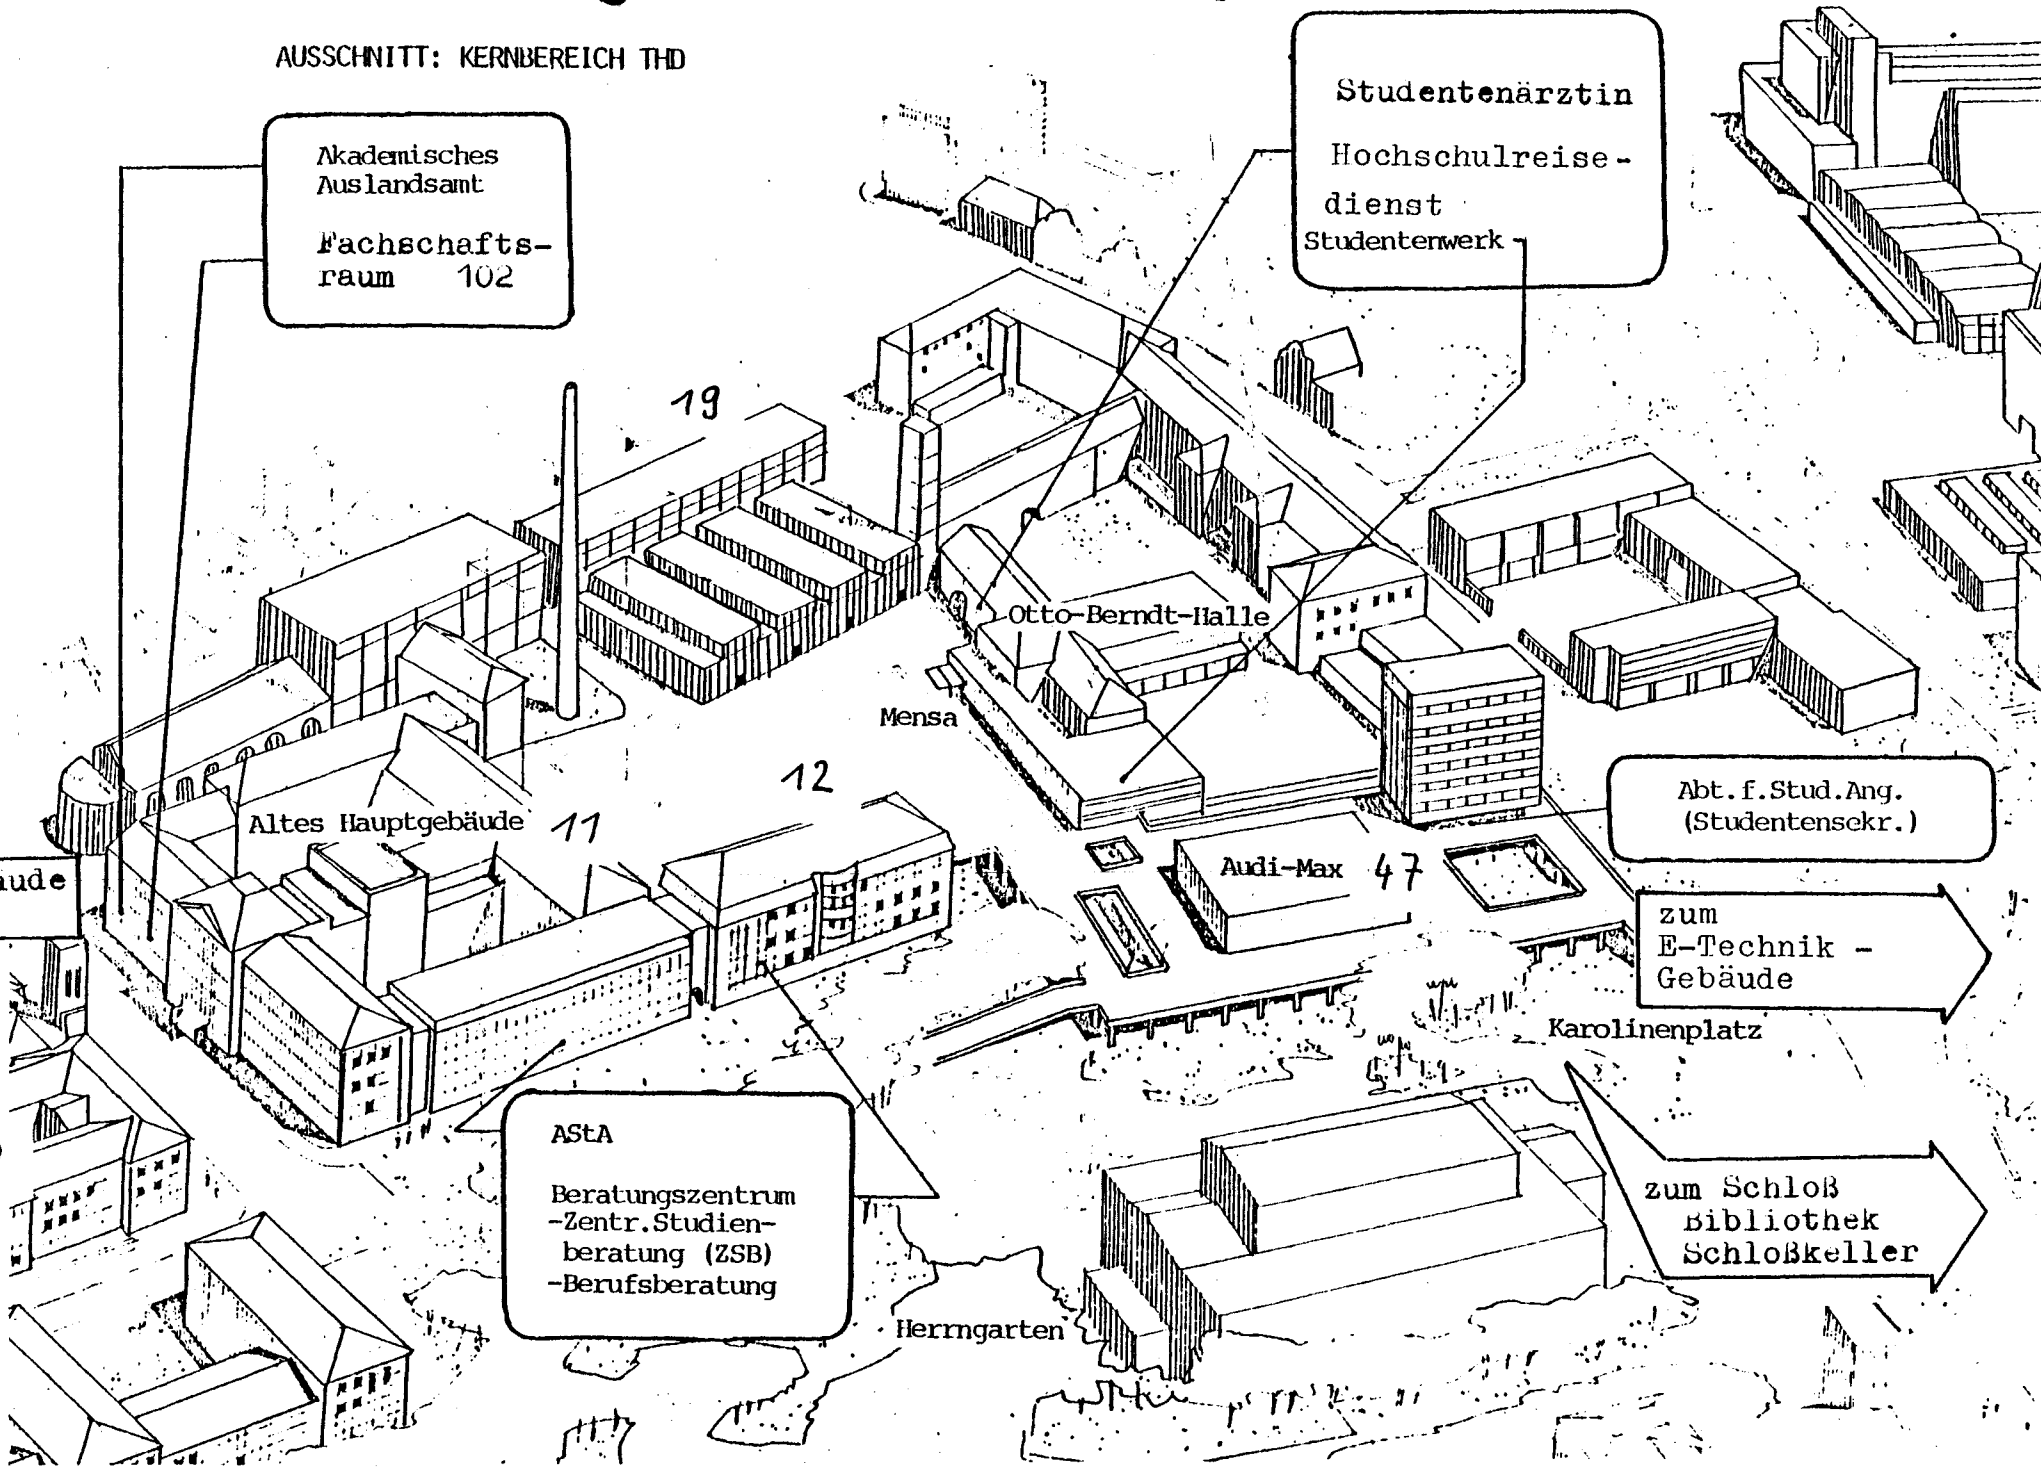 AUSSCHNITT: KERNBEREICH THD
Akademisches
Auslandsamt
Fachschafts-
raum 102
Studentenärztin
Hochschulreise-
dienst
Studentenwerk
19
Otto-Berndt-Halle
Mensa
12
Altes Hauptgebäude
11
Abt.f.Stud.Ang.
(Studentensekr.)
Audi-Max
47
aude
zum
E-Technik -
Gebäude
Karolinenplatz
AStA
Beratungszentrum
-Zentr.Studien-
beratung (ZSB)
-Berufsberatung
zum Schloß
Bibliothek
Schloßkeller
Herrngarten